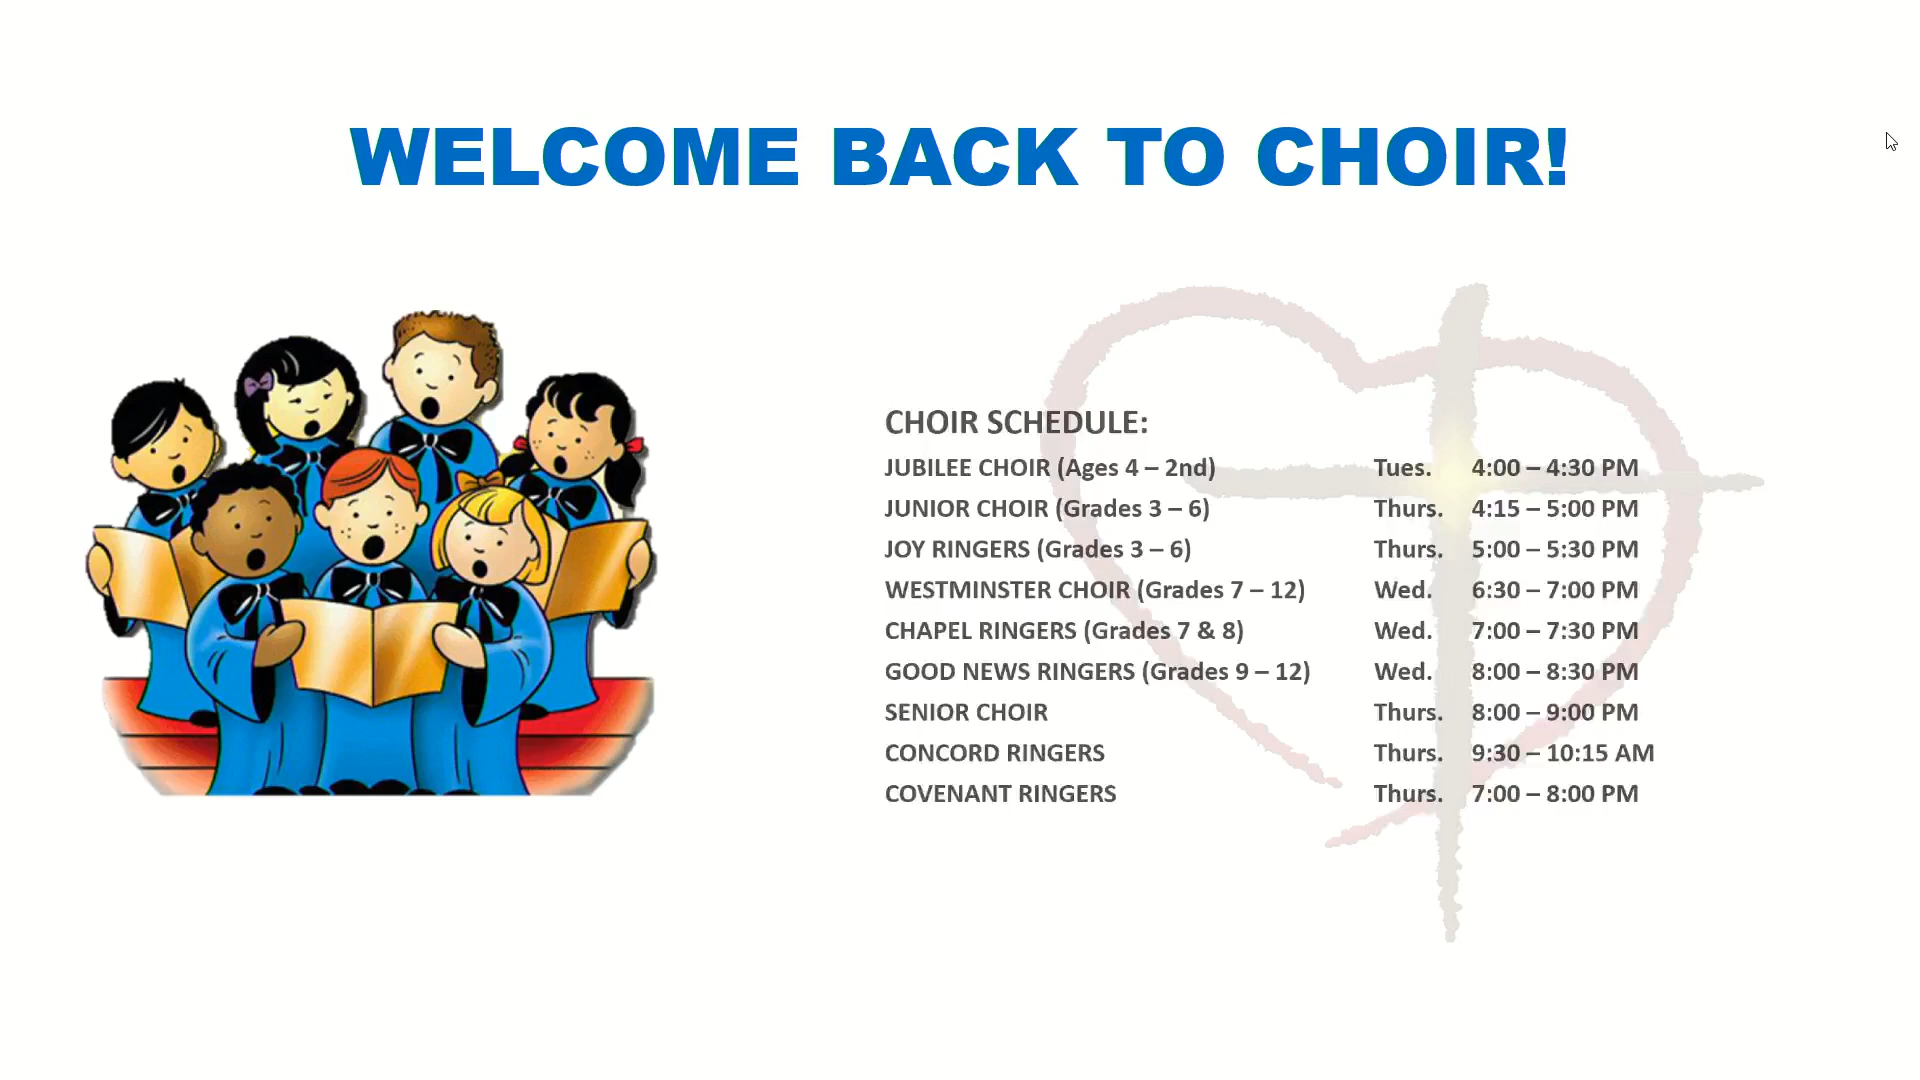 WELCOME BACK TO CHOIR!
CHOIR SCHEDULE:
JUBILEE CHOIR (Ages 4 – 2nd) Tues. 4:00 – 4:30 PM
JUNIOR CHOIR (Grades 3 – 6) Thurs. 4:15 – 5:00 PM
JOY RINGERS (Grades 3 – 6) Thurs. 5:00 – 5:30 PM
WESTMINSTER CHOIR (Grades 7 – 12) Wed. 6:30 – 7:00 PM
CHAPEL RINGERS (Grades 7 & 8) Wed. 7:00 – 7:30 PM
GOOD NEWS RINGERS (Grades 9 – 12) Wed. 8:00 – 8:30 PM
SENIOR CHOIR Thurs. 8:00 – 9:00 PM
CONCORD RINGERS Thurs. 9:30 – 10:15 AM
COVENANT RINGERS Thurs. 7:00 – 8:00 PM